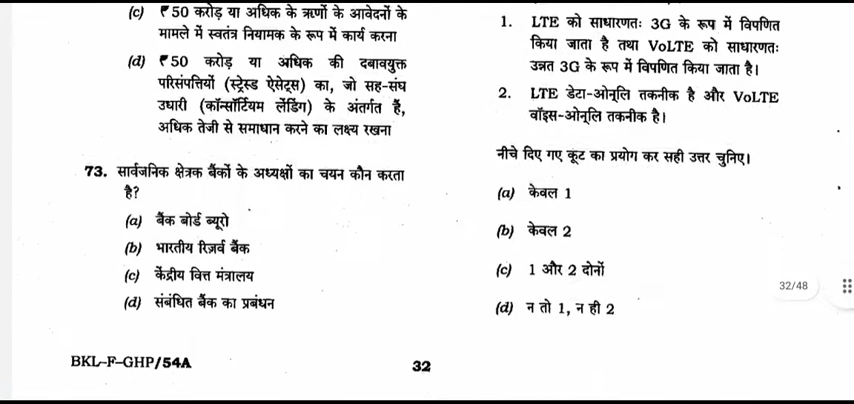 (c) ₹ 50 करोड़ या अधिक के ऋणों के आवेदनों के
मामले में स्वतंत्र नियामक के रूप में कार्य करना
(d) ₹ 50 करोड़ या अधिक की दबावयुक्त
परिसंपत्तियों (स्ट्रेस्ड ऐसेट्स) का, जो सह-संघ
उधारी (कॉन्सॉर्टियम लेंडिंग) के अंतर्गत हैं,
अधिक तेजी से समाधान करने का लक्ष्य रखना
73. सार्वजनिक क्षेत्रक बैंकों के अध्यक्षों का चयन कौन करता
है?
(a) बैंक बोर्ड ब्यूरो
(b) भारतीय रिज़र्व बैंक
(c) केंद्रीय वित्त मंत्रालय
(d) संबंधित बैंक का प्रबंधन
1. LTE को साधारणतः 3G के रूप में विपणित
किया जाता है तथा VoLTE को साधारणतः
उन्नत 3G के रूप में विपणित किया जाता है।
2. LTE डेटा-ओनूलि तकनीक है और VoLTE
वॉइस-ओनूलि तकनीक है।
नीचे दिए गए कूट का प्रयोग कर सही उत्तर चुनिए।
(a) केवल 1
(b) केवल 2
(c) 1 और 2 दोनों
(d) न तो 1, न ही 2
32/48
BKL-F-GHP/54A
32